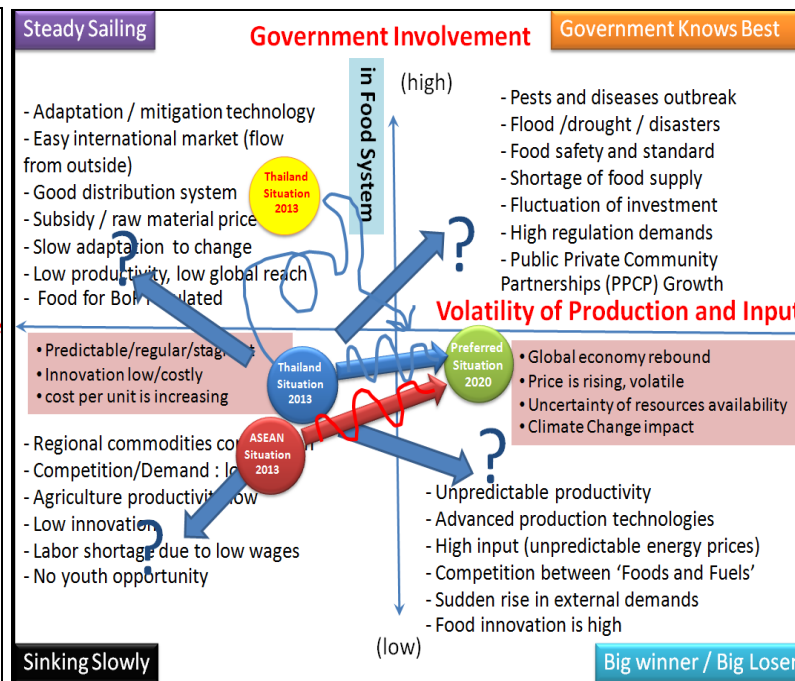 Steady Sailing
Government Involvement
Government Knows Best
in Food System
(high)
- Adaptation / mitigation technology
- Easy international market (flow
from outside)
- Good distribution system
- Subsidy / raw material price
- Slow adaptation to change
- Low productivity, low global reach
- Food for BoP
Thailand
Situation
2013
- Pests and diseases outbreak
- Flood /drought / disasters
- Food safety and standard
- Shortage of food supply
- Fluctuation of investment
- High regulation demands
- Public Private Community
Partnerships (PPCP) Growth
?
?
Volatility of Production and Input
• Predictable/regular/
• Innovation low/costly
• cost per unit is increasing
Thailand
Situation
2013
Preferred
Situation
2020
• Global economy rebound
• Price is rising, volatile
• Uncertainty of resources availability
• Climate Change impact
ASEAN
Situation
2013
- Regional commodities
- Competition/Demand :
- Agriculture productivity low
- Low innovation
- Labor shortage due to low wages
- No youth opportunity
?
?
- Unpredictable productivity
- Advanced production technologies
- High input (unpredictable energy prices)
- Competition between ‘Foods and Fuels’
- Sudden rise in external demands
- Food innovation is high
(low)
Sinking Slowly
Big winner / Big Loser